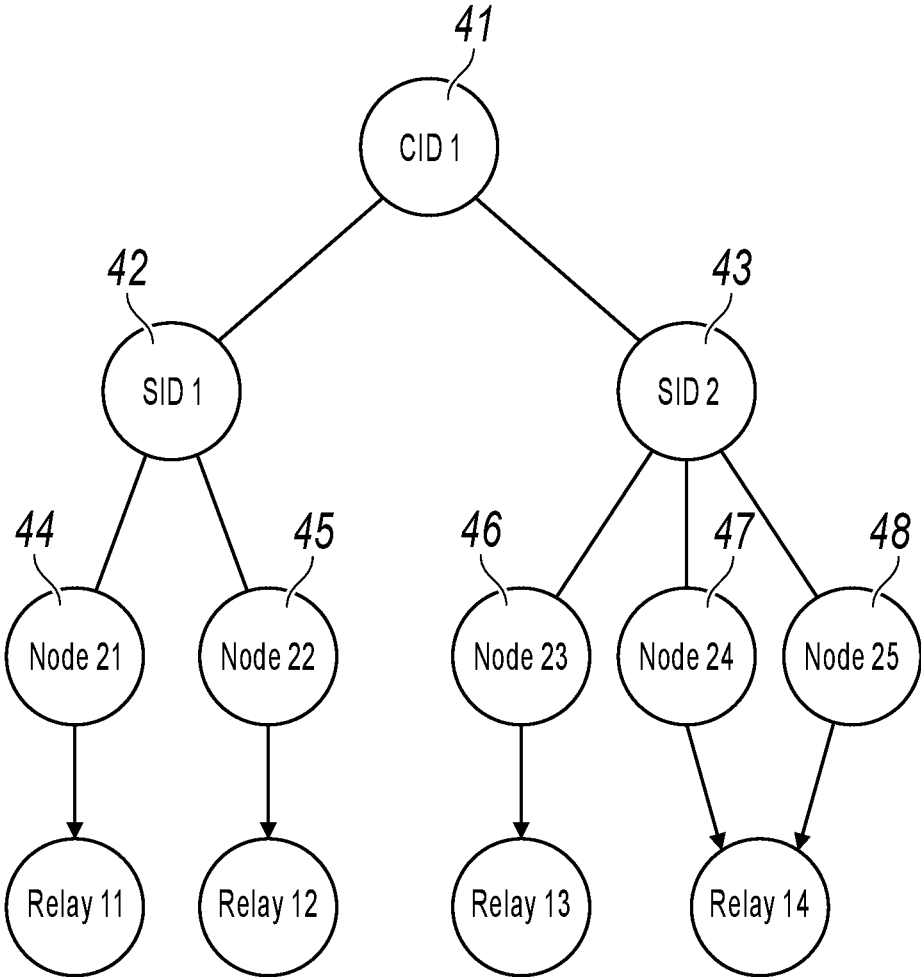 41
CID 1
42
43
SID 1
SID 2
44
45
46
47
48
Node 21
Node 22
Node 23
Node 24
Node 25
Relay 11
Relay 12
Relay 13
Relay 14